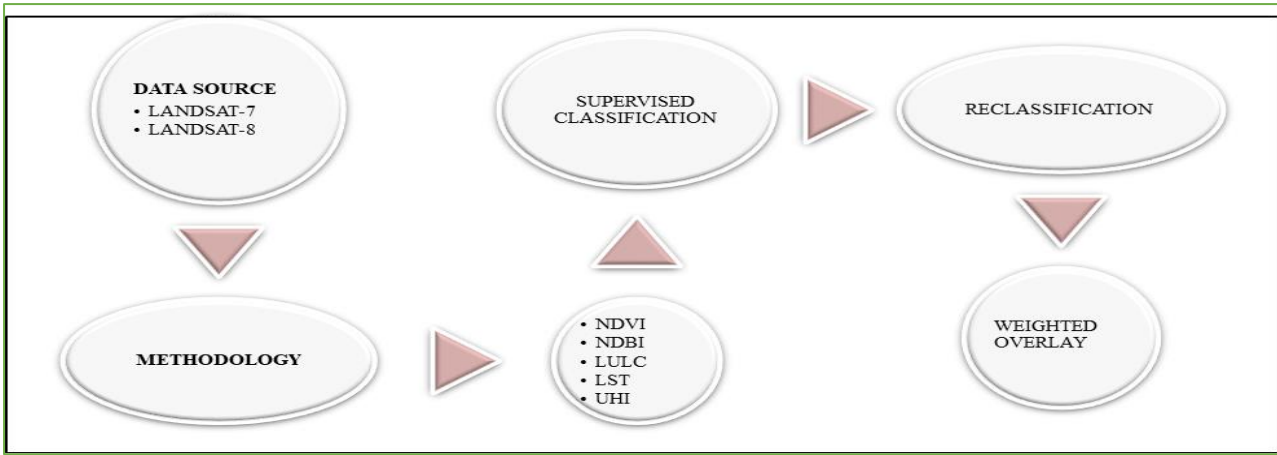 DATA SOURCE
• LANDSAT-7
• LANDSAT-8
METHODOLOGY
• NDVI
• NDBI
• LULC
• LST
• UHI
SUPERVISED
CLASSIFICATION
RECLASSIFICATION
WEIGHTED
OVERLAY